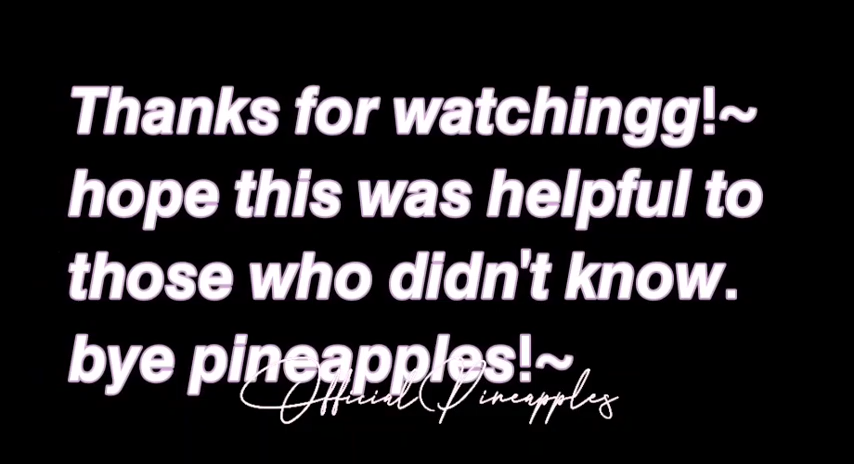 Thanks for watchingg!~
hope this was helpful to
those who didn't know.
bye pineapples!~
OfficialPineapples